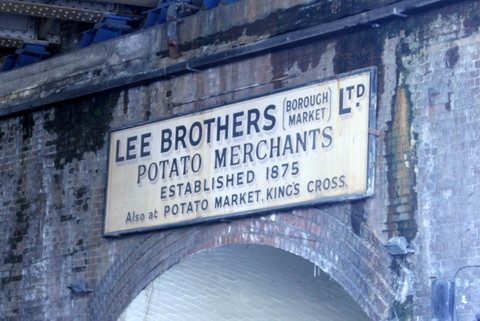 LEE BROTHERS (BOROUGH MARKET) LTD
POTATO MERCHANTS
ESTABLISHED 1875
Also at POTATO MARKET, KING'S CROSS.